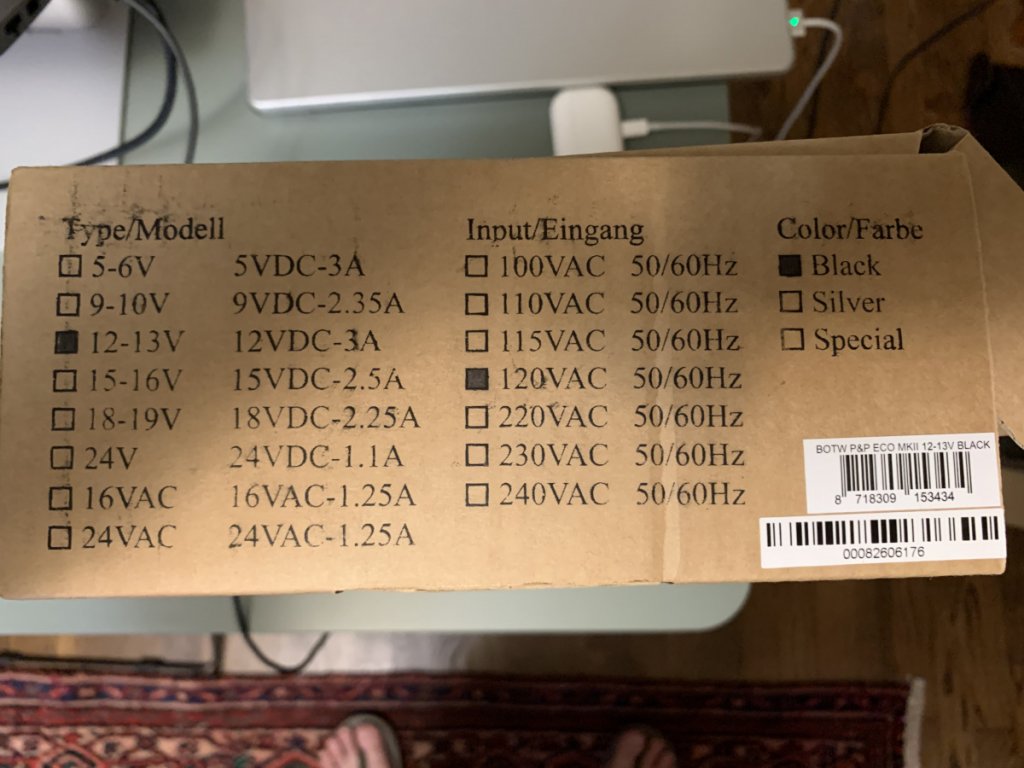 Type/Modell
☐ 5-6V 5VDC-3A
☐ 9-10V 9VDC-2.35A
■ 12-13V 12VDC-3A
☐ 15-16V 15VDC-2.5A
☐ 18-19V 18VDC-2.25A
☐ 24V 24VDC-1.1A
☐ 16VAC 16VAC-1.25A
☐ 24VAC 24VAC-1.25A
Input/Eingang
☐ 100VAC 50/60Hz
☐ 110VAC 50/60Hz
☐ 115VAC 50/60Hz
■ 120VAC 50/60Hz
☐ 220VAC 50/60Hz
☐ 230VAC 50/60Hz
☐ 240VAC 50/60Hz
Color/Farbe
■ Black
☐ Silver
☐ Special
BOTW P&P ECO MKII 12-13V BLACK
8 718309 153434
00082606176